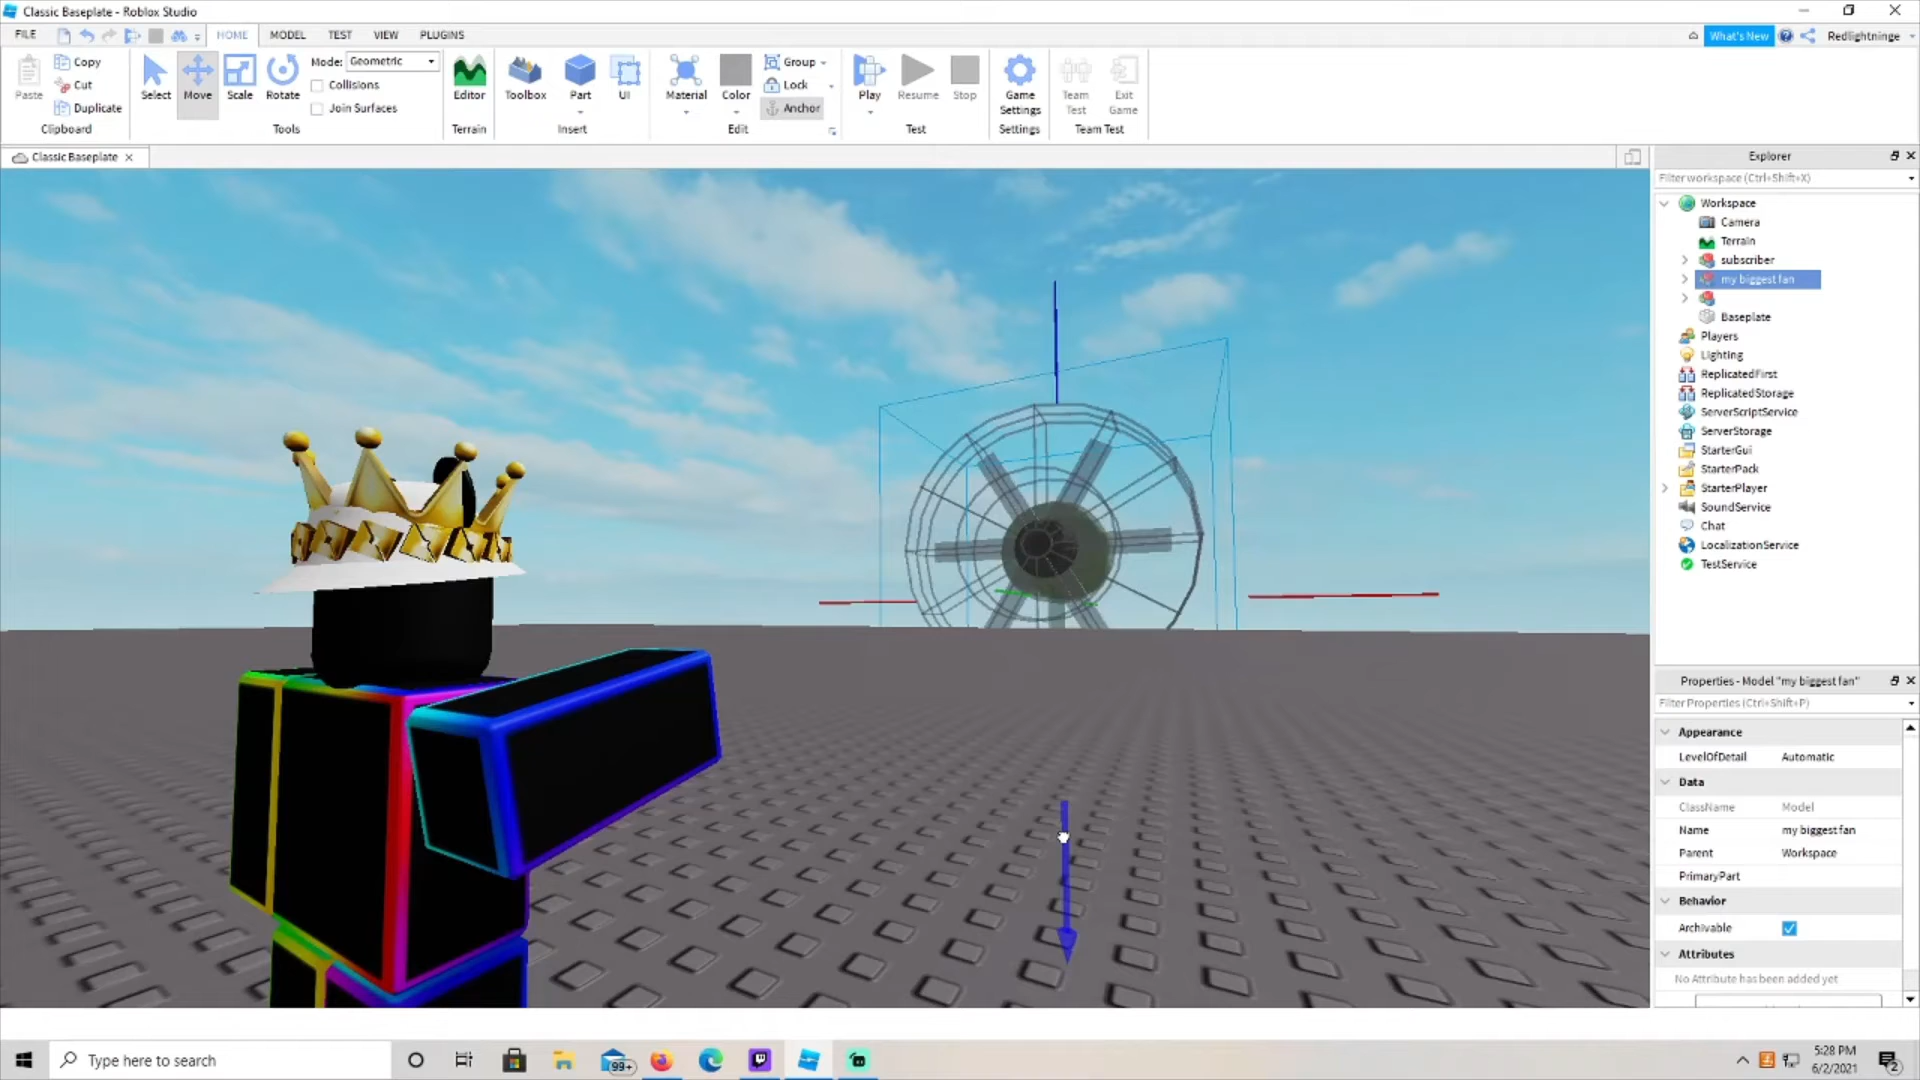 Classic Baseplate - Roblox Studio
FILE HOME MODEL TEST VIEW PLUGINS What's New Redlightninge
Paste Copy Cut Duplicate Clipboard
Select Move Scale Rotate Mode: Geometric Collisions Join Surfaces Tools
Editor Terrain
Toolbox Part UI Insert
Material Color Group Lock Anchor Edit
Play Resume Stop Test
Game Settings Settings
Team Test Exit Game Team Test
Classic Baseplate
Explorer
Filter workspace (Ctrl+Shift+X)
Workspace
Camera
Terrain
subscriber
my biggest fan
Baseplate
Players
Lighting
ReplicatedFirst
ReplicatedStorage
ServerScriptService
ServerStorage
StarterGui
StarterPack
StarterPlayer
SoundService
Chat
LocalizationService
TestService
Properties - Model "my biggest fan"
Filter Properties (Ctrl+Shift+P)
Appearance
LevelOfDetail Automatic
Data
ClassName Model
Name my biggest fan
Parent Workspace
PrimaryPart
Behavior
Archivable
Attributes
No Attribute has been added yet
Type here to search
99+
5:28 PM
6/2/2021
2